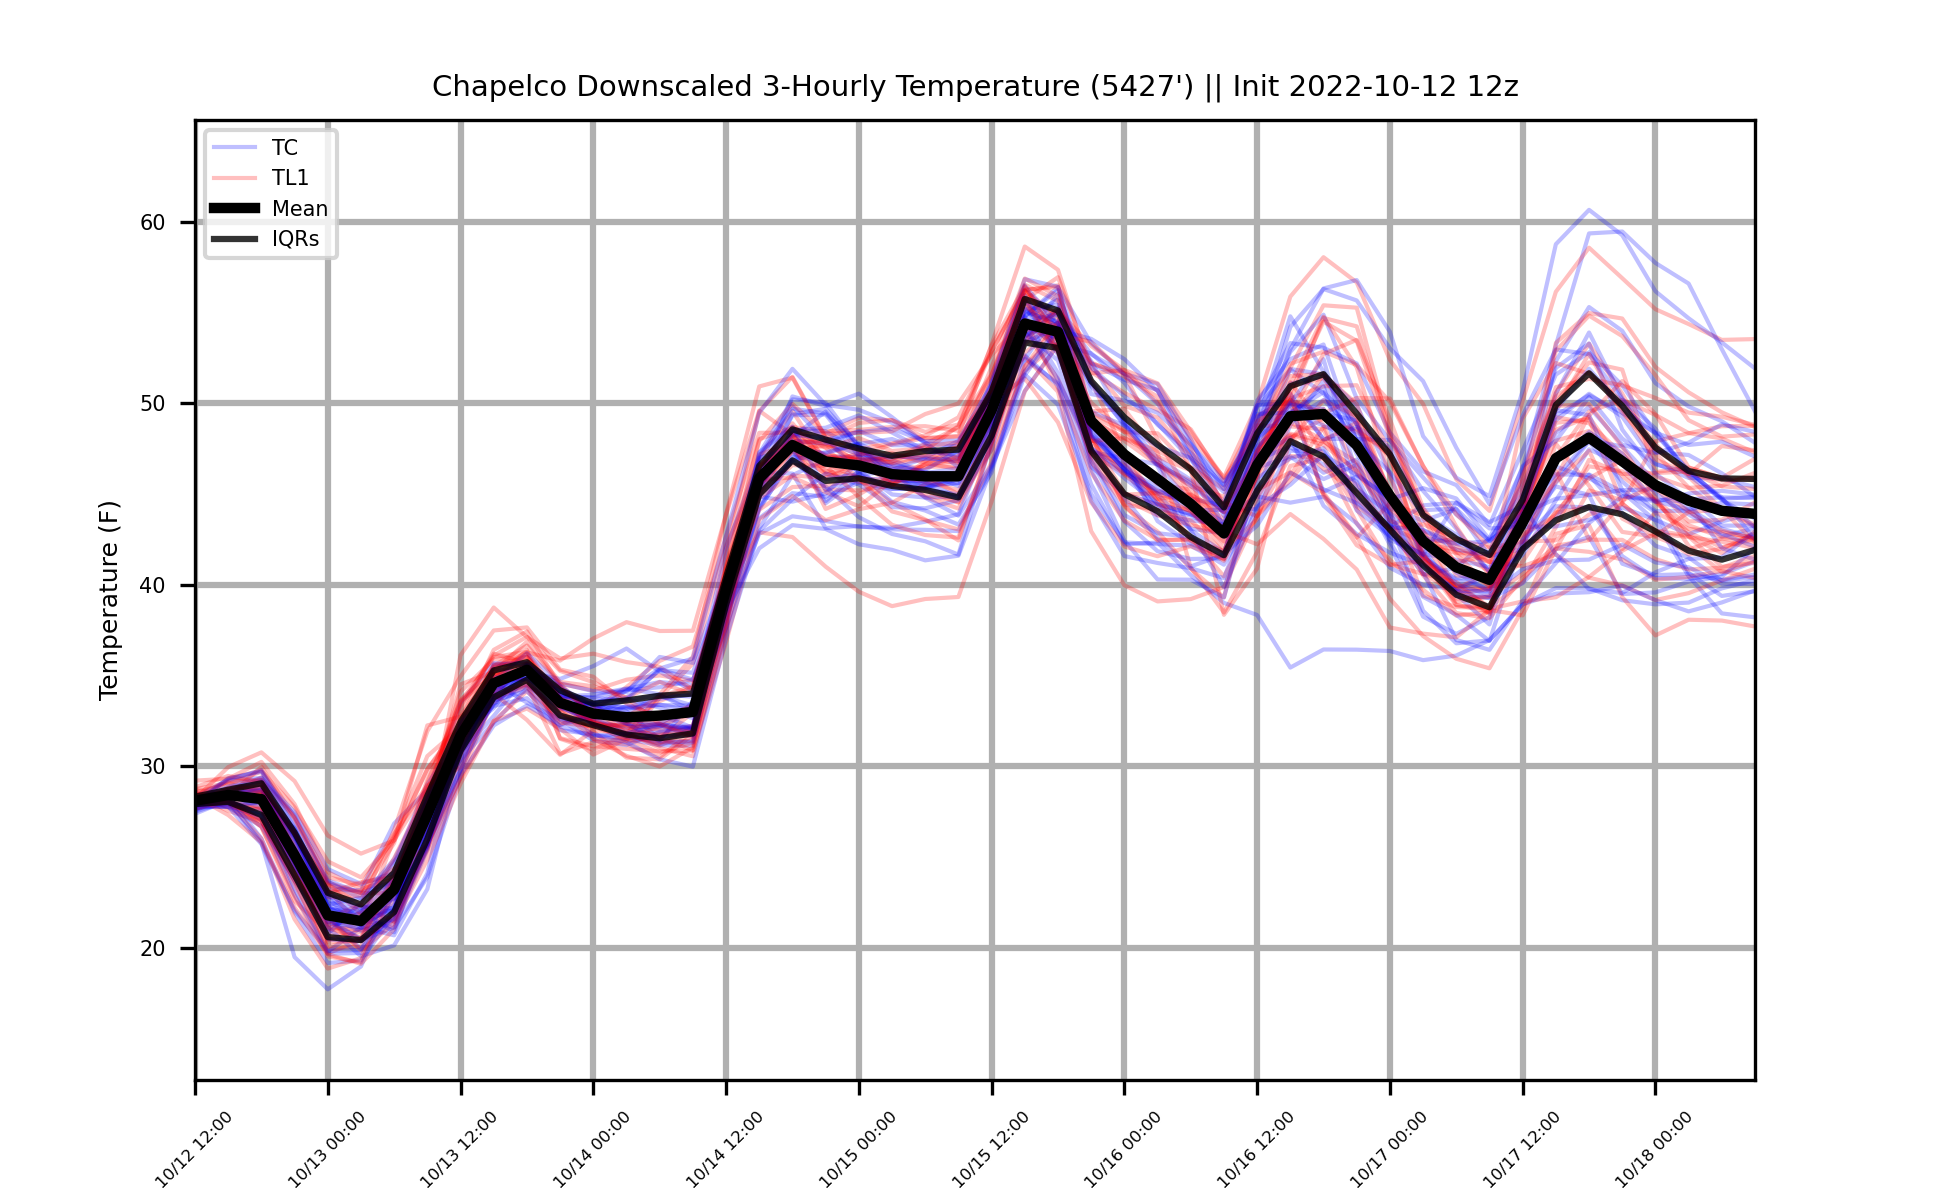 Chapelco Downscaled 3-Hourly Temperature (5427') || Init 2022-10-12 12z
TC
TL1
Mean
IQRs
Temperature (F)
60
50
40
30
20
10/12 12:00
10/13 00:00
10/13 12:00
10/14 00:00
10/14 12:00
10/15 00:00
10/15 12:00
10/16 00:00
10/16 12:00
10/17 00:00
10/17 12:00
10/18 00:00